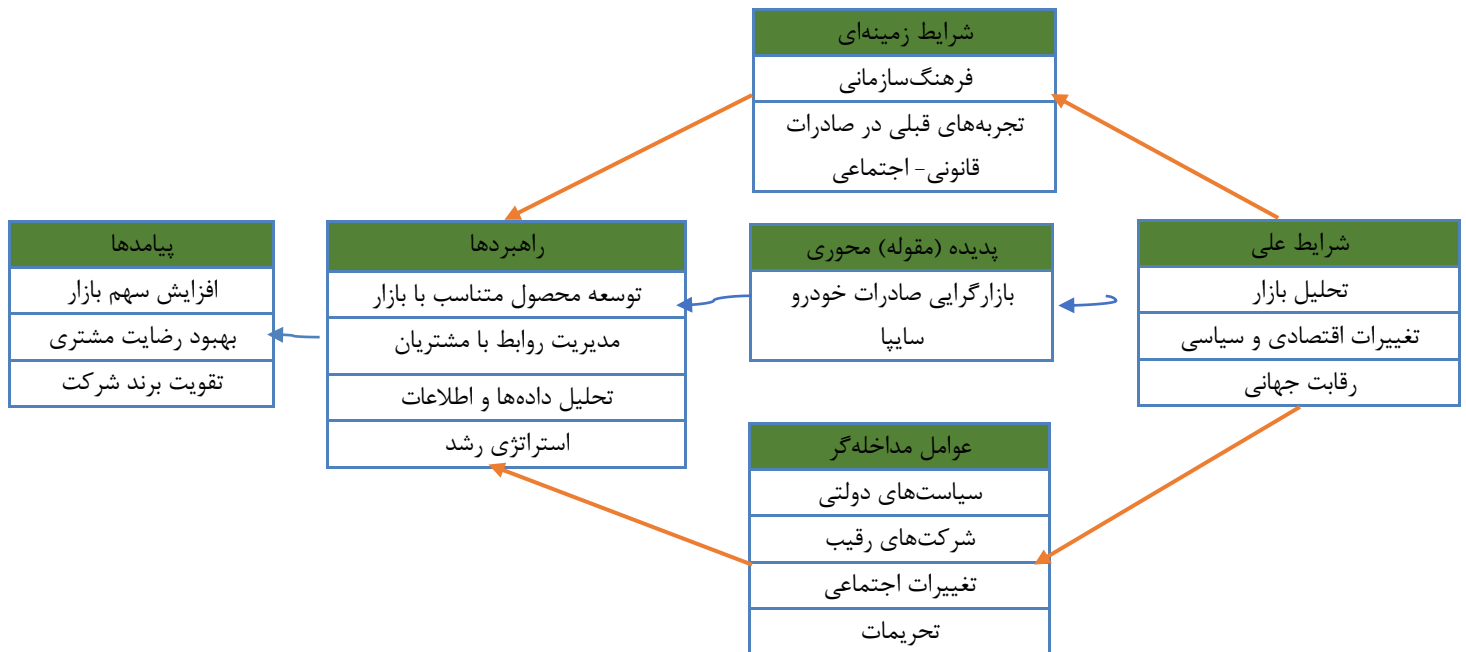 شرایط زمینه‌ای
فرهنگ‌سازمانی
تجربه‌های قبلی در صادرات
قانونی- اجتماعی
شرایط علی
تحلیل بازار
تغییرات اقتصادی و سیاسی
رقابت جهانی
پدیده (مقوله) محوری
بازارگرایی صادرات خودرو
سایپا
راهبردها
توسعه محصول متناسب با بازار
مدیریت روابط با مشتریان
تحلیل داده‌ها و اطلاعات
استراتژی رشد
پیامدها
افزایش سهم بازار
بهبود رضایت مشتری
تقویت برند شرکت
عوامل مداخله‌گر
سیاست‌های دولتی
شرکت‌های رقیب
تغییرات اجتماعی
تحریمات